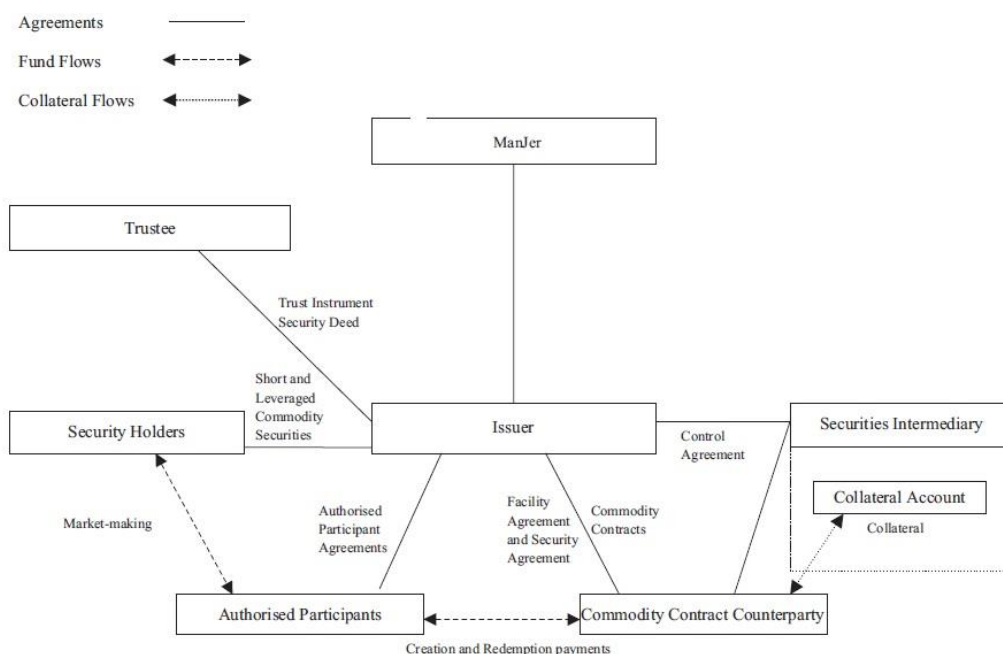 Agreements
Fund Flows
Collateral Flows
ManJer
Trustee
Trust Instrument
Security Deed
Short and
Leveraged
Commodity
Securities
Security Holders
Issuer
Securities Intermediary
Control
Agreement
Collateral Account
Collateral
Market-making
Authorised
Participant
Agreements
Facility
Agreement
and Security
Agreement
Commodity
Contracts
Authorised Participants
Commodity Contract Counterparty
Creation and Redemption payments